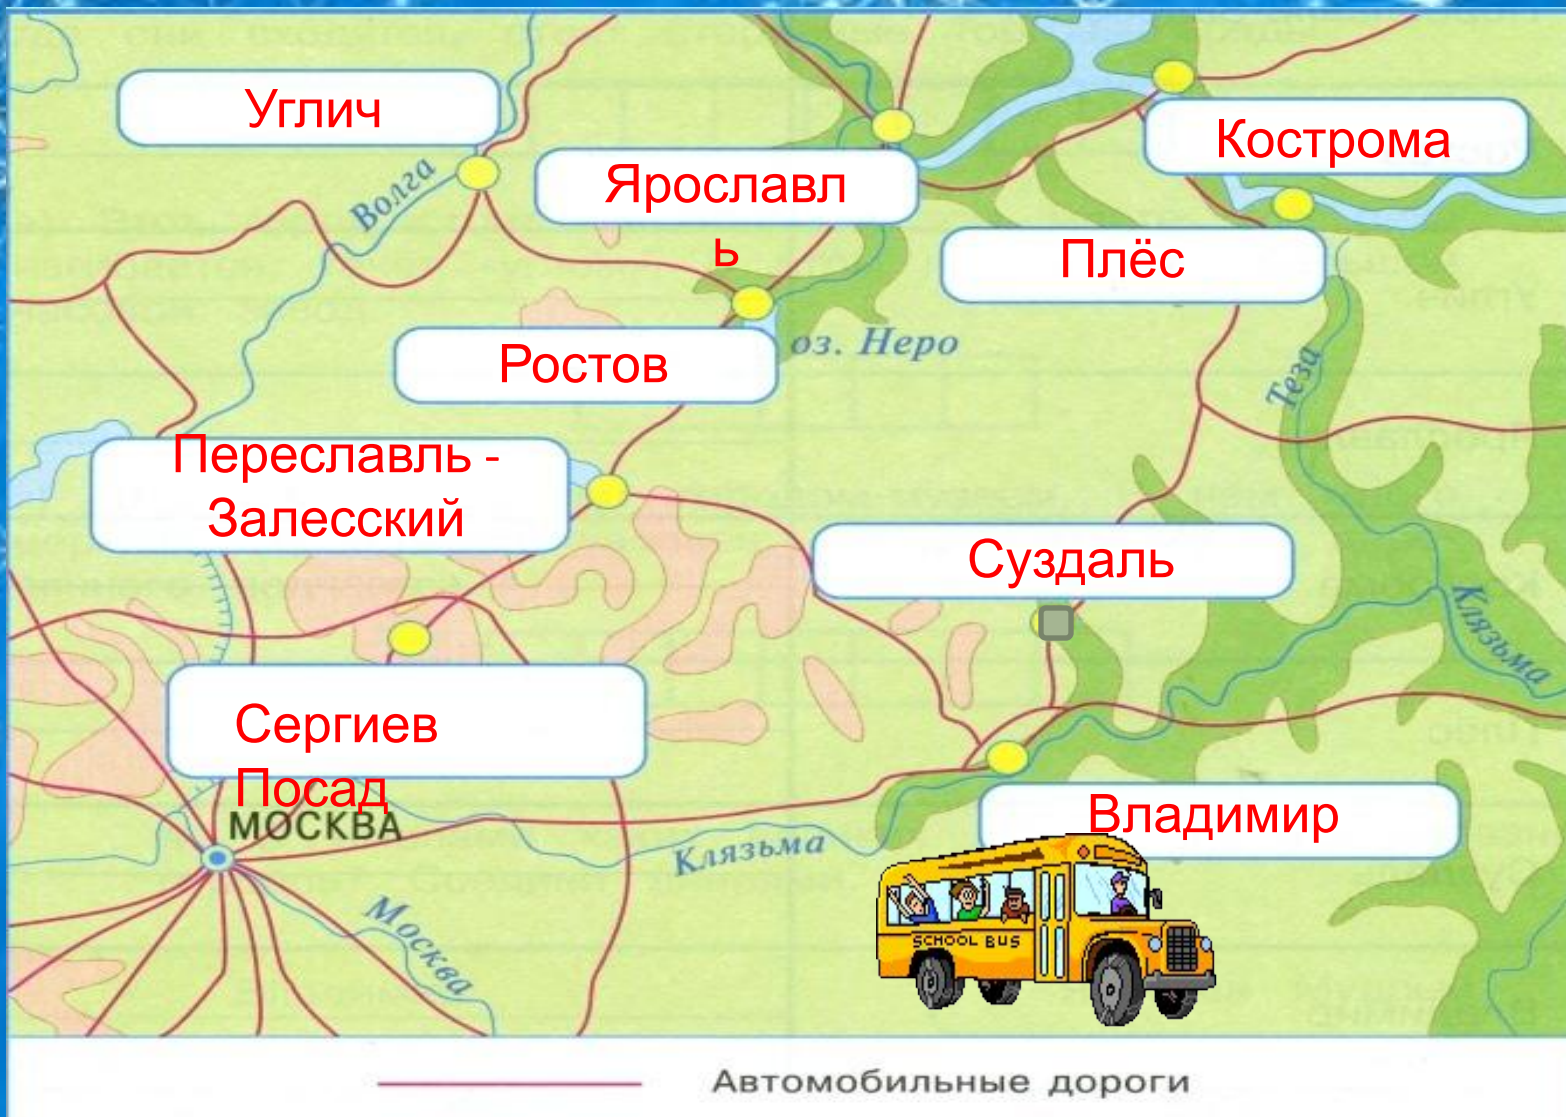 Углич
Кострома
Ярославл
ь
Волга
Плёс
Ростов
оз. Неро
Теза
Переславль -
Залесский
Суздаль
Клязьма
Сергиев
Посад
МОСКВА
Владимир
Клязьма
SCHOOL BUS
Москва
Автомобильные дороги